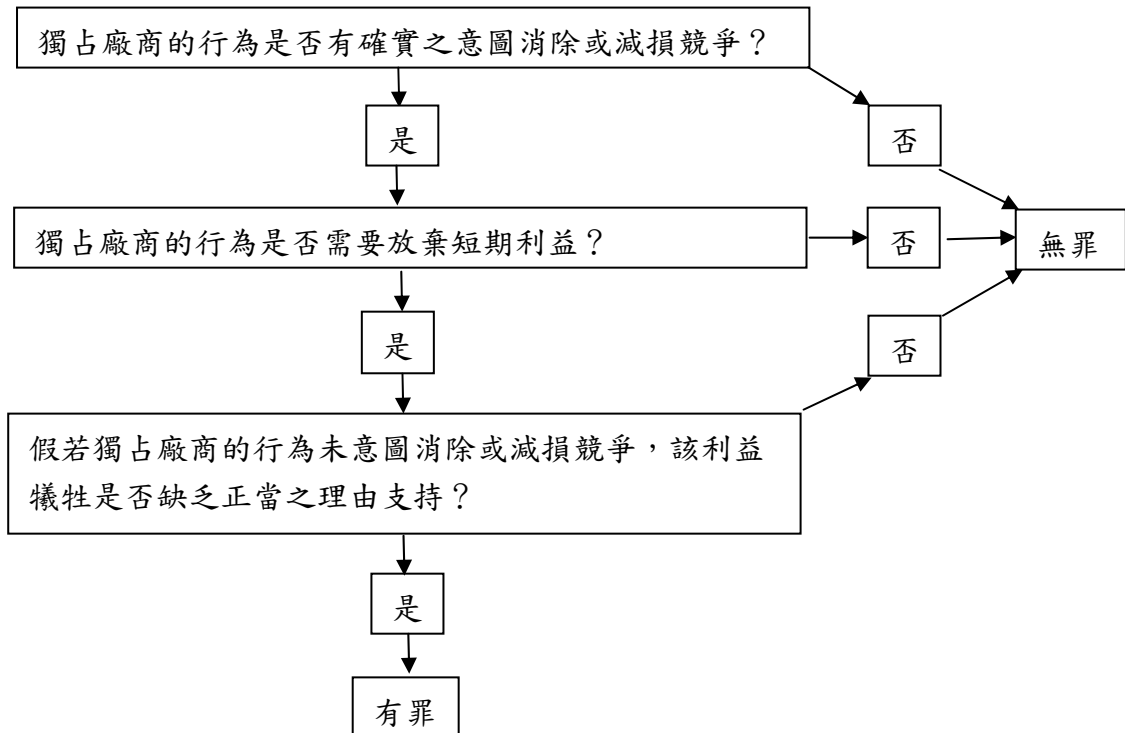 獨占廠商的行為是否有確實之意圖消除或減損競爭？
是
否
獨占廠商的行為是否需要放棄短期利益？
否
無罪
是
否
假若獨占廠商的行為未意圖消除或減損競爭，該利益
犧牲是否缺乏正當之理由支持？
是
有罪